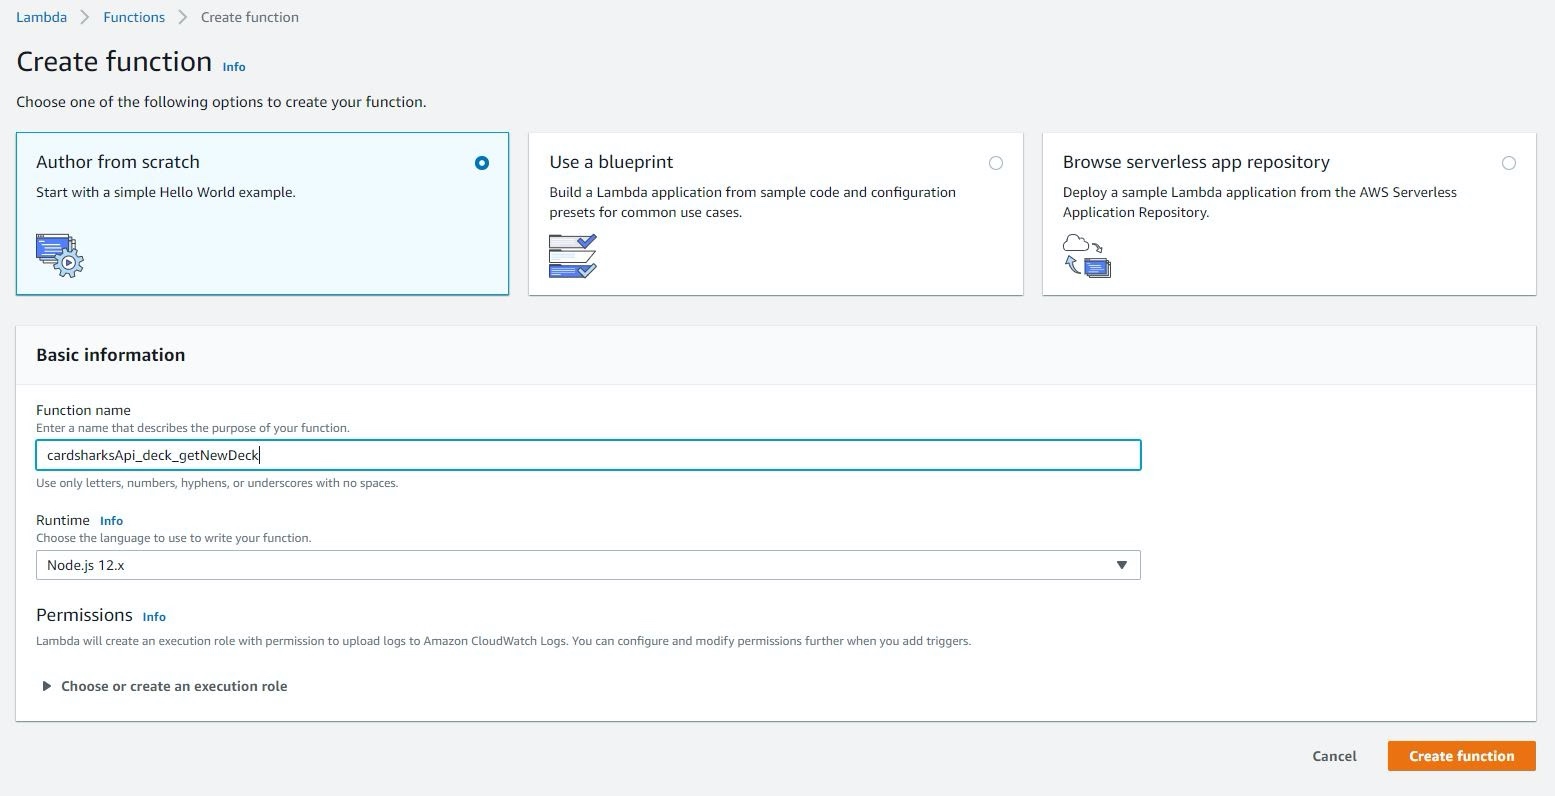 Lambda > Functions > Create function
Create function Info
Choose one of the following options to create your function.
Author from scratch
Start with a simple Hello World example.
Use a blueprint
Build a Lambda application from sample code and configuration
presets for common use cases.
Browse serverless app repository
Deploy a sample Lambda application from the AWS Serverless
Application Repository.
Basic information
Function name
Enter a name that describes the purpose of your function.
cardsharksApi_deck_getNewDeck
Use only letters, numbers, hyphens, or underscores with no spaces.
Runtime Info
Choose the language to use to write your function.
Node.js 12.x
Permissions Info
Lambda will create an execution role with permission to upload logs to Amazon CloudWatch Logs. You can configure and modify permissions further when you add triggers.
Choose or create an execution role
Cancel
Create function